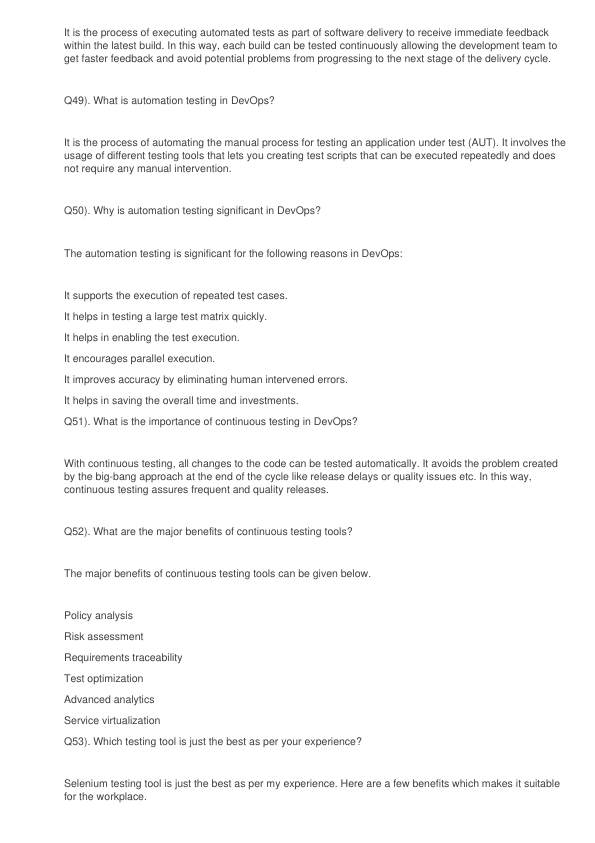 It is the process of executing automated tests as part of software delivery to receive immediate feedback
within the latest build. In this way, each build can be tested continuously allowing the development team to
get faster feedback and avoid potential problems from progressing to the next stage of the delivery cycle.
Q49). What is automation testing in DevOps?
It is the process of automating the manual process for testing an application under test (AUT). It involves the
usage of different testing tools that lets you creating test scripts that can be executed repeatedly and does
not require any manual intervention.
Q50). Why is automation testing significant in DevOps?
The automation testing is significant for the following reasons in DevOps:
It supports the execution of repeated test cases.
It helps in testing a large test matrix quickly.
It helps in enabling the test execution.
It encourages parallel execution.
It improves accuracy by eliminating human intervened errors.
It helps in saving the overall time and investments.
Q51). What is the importance of continuous testing in DevOps?
With continuous testing, all changes to the code can be tested automatically. It avoids the problem created
by the big-bang approach at the end of the cycle like release delays or quality issues etc. In this way,
continuous testing assures frequent and quality releases.
Q52). What are the major benefits of continuous testing tools?
The major benefits of continuous testing tools can be given below.
Policy analysis
Risk assessment
Requirements traceability
Test optimization
Advanced analytics
Service virtualization
Q53). Which testing tool is just the best as per your experience?
Selenium testing tool is just the best as per my experience. Here are a few benefits which makes it suitable
for the workplace.